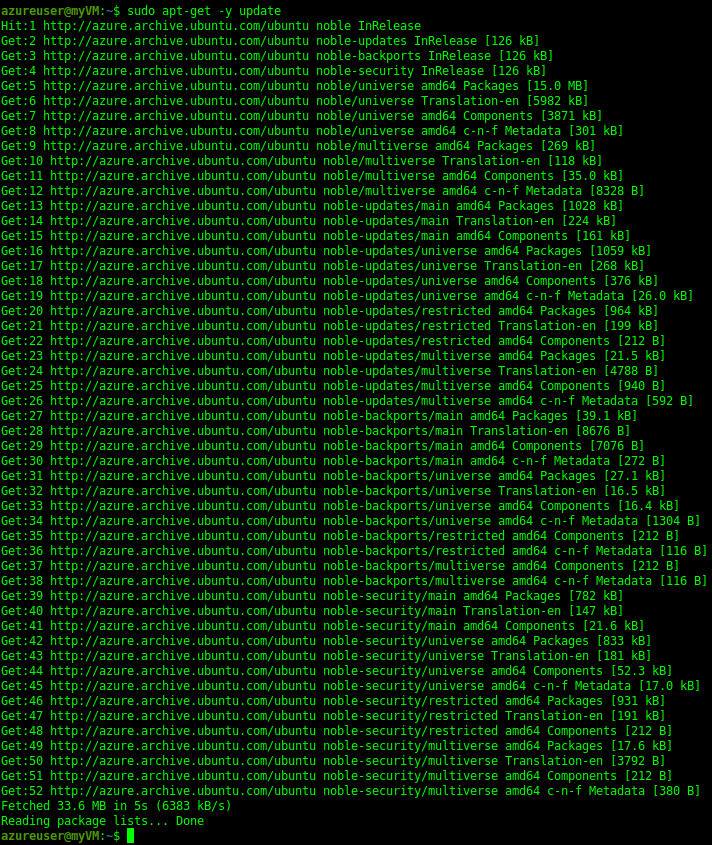 azureuser@myVM:~$ sudo apt-get -y update
Hit:1 http://azure.archive.ubuntu.com/ubuntu noble InRelease
Get:2 http://azure.archive.ubuntu.com/ubuntu noble-updates InRelease [126 kB]
Get:3 http://azure.archive.ubuntu.com/ubuntu noble-backports InRelease [126 kB]
Get:4 http://azure.archive.ubuntu.com/ubuntu noble-security InRelease [126 kB]
Get:5 http://azure.archive.ubuntu.com/ubuntu noble/universe amd64 Packages [15.0 MB]
Get:6 http://azure.archive.ubuntu.com/ubuntu noble/universe Translation-en [5982 kB]
Get:7 http://azure.archive.ubuntu.com/ubuntu noble/universe amd64 Components [3871 kB]
Get:8 http://azure.archive.ubuntu.com/ubuntu noble/universe amd64 c-n-f Metadata [301 kB]
Get:9 http://azure.archive.ubuntu.com/ubuntu noble/multiverse amd64 Packages [269 kB]
Get:10 http://azure.archive.ubuntu.com/ubuntu noble/multiverse Translation-en [118 kB]
Get:11 http://azure.archive.ubuntu.com/ubuntu noble/multiverse amd64 Components [35.0 kB]
Get:12 http://azure.archive.ubuntu.com/ubuntu noble/multiverse amd64 c-n-f Metadata [8328 B]
Get:13 http://azure.archive.ubuntu.com/ubuntu noble-updates/main amd64 Packages [1028 kB]
Get:14 http://azure.archive.ubuntu.com/ubuntu noble-updates/main Translation-en [224 kB]
Get:15 http://azure.archive.ubuntu.com/ubuntu noble-updates/main amd64 Components [161 kB]
Get:16 http://azure.archive.ubuntu.com/ubuntu noble-updates/universe amd64 Packages [1059 kB]
Get:17 http://azure.archive.ubuntu.com/ubuntu noble-updates/universe Translation-en [268 kB]
Get:18 http://azure.archive.ubuntu.com/ubuntu noble-updates/universe amd64 Components [376 kB]
Get:19 http://azure.archive.ubuntu.com/ubuntu noble-updates/universe amd64 c-n-f Metadata [26.0 kB]
Get:20 http://azure.archive.ubuntu.com/ubuntu noble-updates/restricted amd64 Packages [964 kB]
Get:21 http://azure.archive.ubuntu.com/ubuntu noble-updates/restricted Translation-en [199 kB]
Get:22 http://azure.archive.ubuntu.com/ubuntu noble-updates/restricted amd64 Components [212 B]
Get:23 http://azure.archive.ubuntu.com/ubuntu noble-updates/multiverse amd64 Packages [21.5 kB]
Get:24 http://azure.archive.ubuntu.com/ubuntu noble-updates/multiverse Translation-en [4788 B]
Get:25 http://azure.archive.ubuntu.com/ubuntu noble-updates/multiverse amd64 Components [940 B]
Get:26 http://azure.archive.ubuntu.com/ubuntu noble-updates/multiverse amd64 c-n-f Metadata [592 B]
Get:27 http://azure.archive.ubuntu.com/ubuntu noble-backports/main amd64 Packages [39.1 kB]
Get:28 http://azure.archive.ubuntu.com/ubuntu noble-backports/main Translation-en [8676 B]
Get:29 http://azure.archive.ubuntu.com/ubuntu noble-backports/main amd64 Components [7076 B]
Get:30 http://azure.archive.ubuntu.com/ubuntu noble-backports/main amd64 c-n-f Metadata [272 B]
Get:31 http://azure.archive.ubuntu.com/ubuntu noble-backports/universe amd64 Packages [27.1 kB]
Get:32 http://azure.archive.ubuntu.com/ubuntu noble-backports/universe Translation-en [16.5 kB]
Get:33 http://azure.archive.ubuntu.com/ubuntu noble-backports/universe amd64 Components [16.4 kB]
Get:34 http://azure.archive.ubuntu.com/ubuntu noble-backports/universe amd64 c-n-f Metadata [1304 B]
Get:35 http://azure.archive.ubuntu.com/ubuntu noble-backports/restricted amd64 Components [212 B]
Get:36 http://azure.archive.ubuntu.com/ubuntu noble-backports/restricted amd64 c-n-f Metadata [116 B]
Get:37 http://azure.archive.ubuntu.com/ubuntu noble-backports/multiverse amd64 Components [212 B]
Get:38 http://azure.archive.ubuntu.com/ubuntu noble-backports/multiverse amd64 c-n-f Metadata [116 B]
Get:39 http://azure.archive.ubuntu.com/ubuntu noble-security/main amd64 Packages [782 kB]
Get:40 http://azure.archive.ubuntu.com/ubuntu noble-security/main Translation-en [147 kB]
Get:41 http://azure.archive.ubuntu.com/ubuntu noble-security/main amd64 Components [21.6 kB]
Get:42 http://azure.archive.ubuntu.com/ubuntu noble-security/universe amd64 Packages [833 kB]
Get:43 http://azure.archive.ubuntu.com/ubuntu noble-security/universe Translation-en [181 kB]
Get:44 http://azure.archive.ubuntu.com/ubuntu noble-security/universe amd64 Components [52.3 kB]
Get:45 http://azure.archive.ubuntu.com/ubuntu noble-security/universe amd64 c-n-f Metadata [17.0 kB]
Get:46 http://azure.archive.ubuntu.com/ubuntu noble-security/restricted amd64 Packages [931 kB]
Get:47 http://azure.archive.ubuntu.com/ubuntu noble-security/restricted Translation-en [191 kB]
Get:48 http://azure.archive.ubuntu.com/ubuntu noble-security/restricted amd64 Components [212 B]
Get:49 http://azure.archive.ubuntu.com/ubuntu noble-security/multiverse amd64 Packages [17.6 kB]
Get:50 http://azure.archive.ubuntu.com/ubuntu noble-security/multiverse Translation-en [3792 B]
Get:51 http://azure.archive.ubuntu.com/ubuntu noble-security/multiverse amd64 Components [212 B]
Get:52 http://azure.archive.ubuntu.com/ubuntu noble-security/multiverse amd64 c-n-f Metadata [380 B]
Fetched 33.6 MB in 5s (6383 kB/s)
Reading package lists... Done
azureuser@myVM:~$